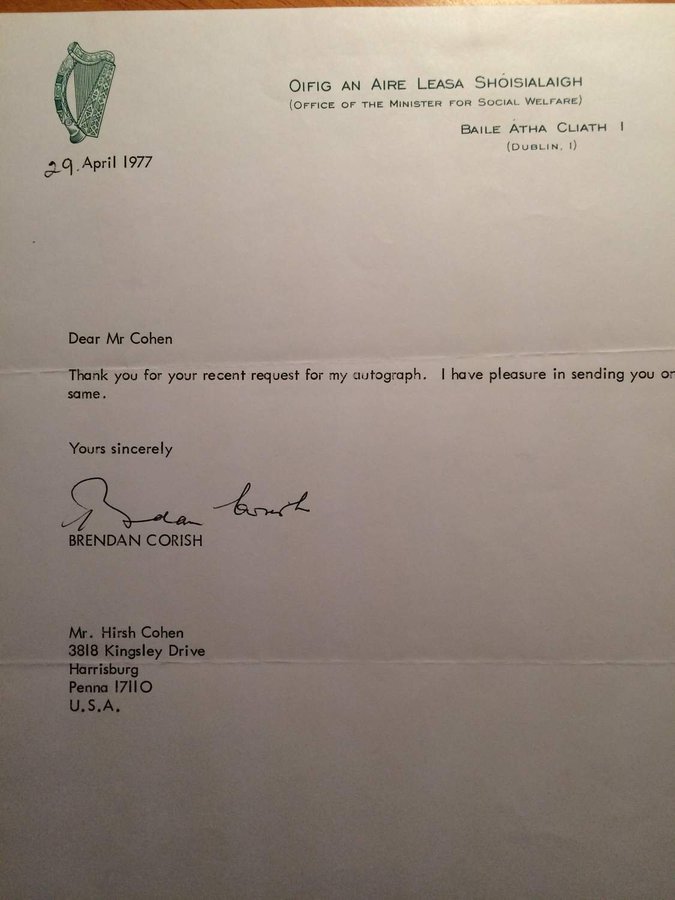 OIFIG AN AIRE LEASA SHÓISIALAIGH
(OFFICE OF THE MINISTER FOR SOCIAL WELFARE)
BAILE ÁTHA CLIATH 1
(DUBLIN, 1)
29. April 1977
Dear Mr Cohen
Thank you for your recent request for my autograph. I have pleasure in sending you
same.
Yours sincerely
Brendan Corish
BRENDAN CORISH
Mr. Hirsh Cohen
3818 Kingsley Drive
Harrisburg
Penna 17110
U.S.A.